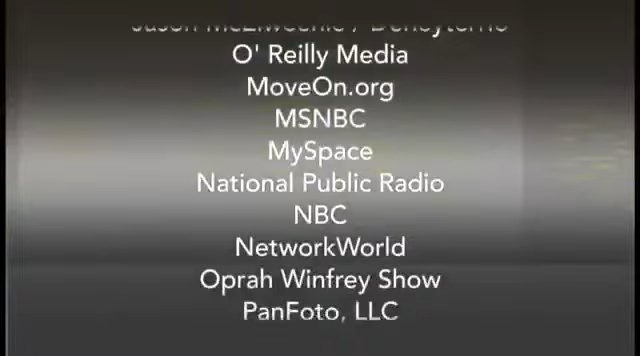 O' Reilly Media
MoveOn.org
MSNBC
MySpace
National Public Radio
NBC
NetworkWorld
Oprah Winfrey Show
PanFoto, LLC